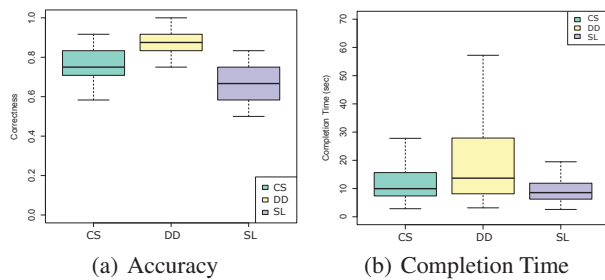 Correctness
0.0 0.2 0.4 0.6 0.8 1.0
CS DD SL
CS
DD
SL
(a) Accuracy
Completion Time (sec)
0 10 20 30 40 50 60 70
CS DD SL
CS
DD
SL
(b) Completion Time